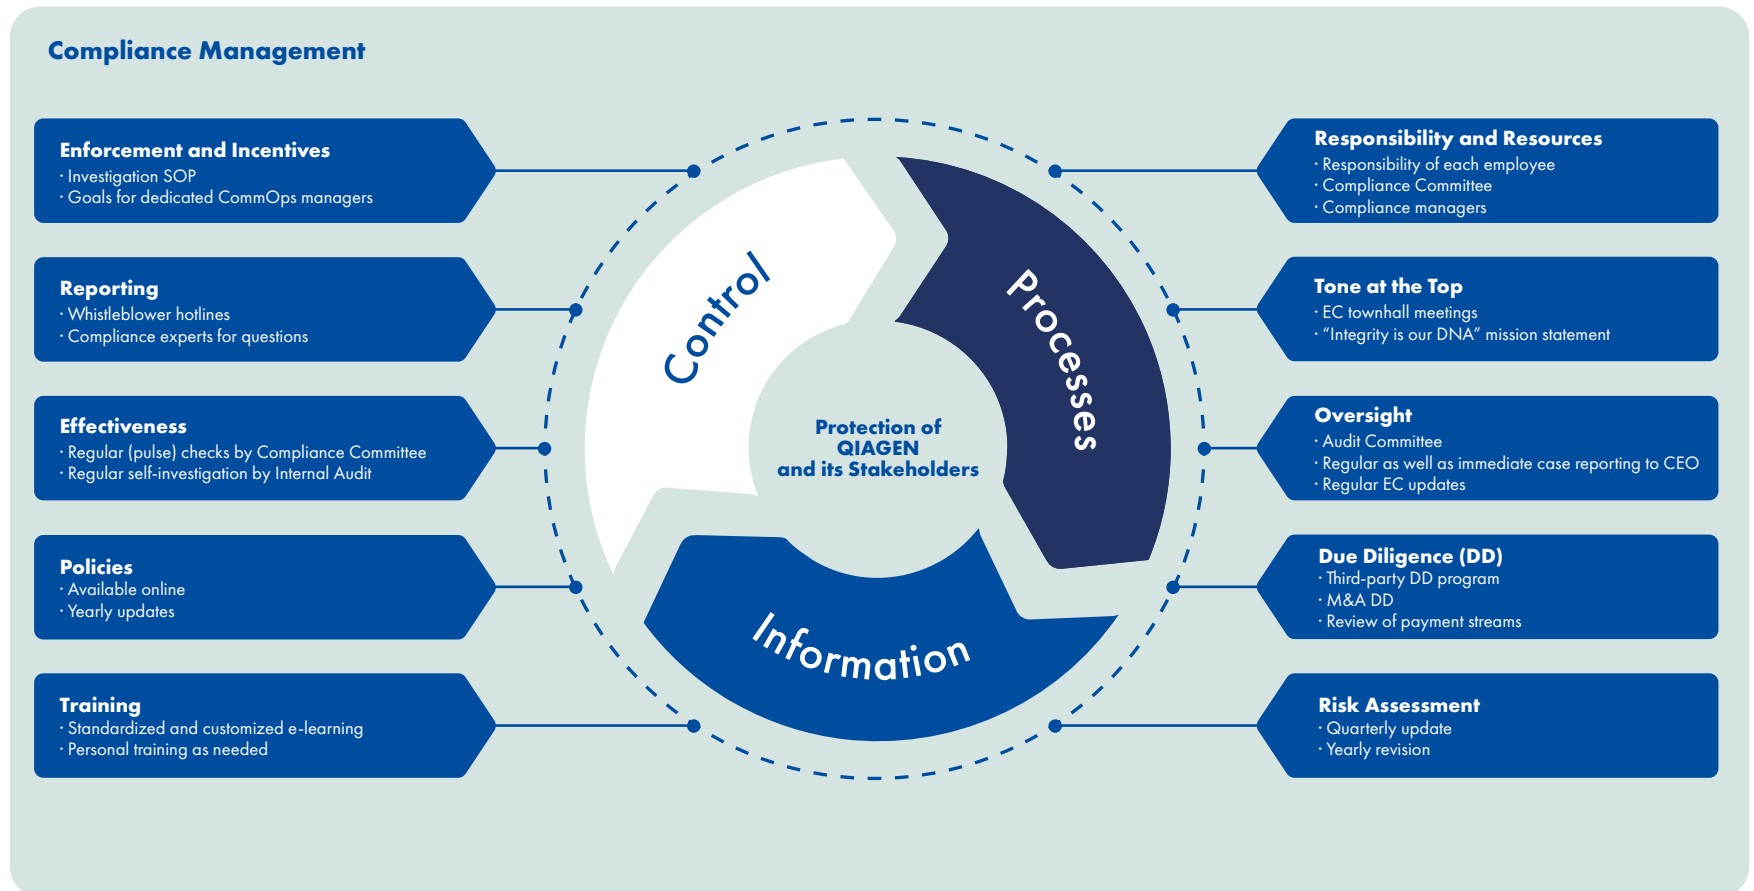 Compliance Management
Enforcement and Incentives
· Investigation SOP
· Goals for dedicated CommOps managers
Reporting
· Whistleblower hotlines
· Compliance experts for questions
Effectiveness
· Regular (pulse) checks by Compliance Committee
· Regular self-investigation by Internal Audit
Policies
· Available online
· Yearly updates
Training
· Standardized and customized e-learning
· Personal training as needed
Control
Processes
Information
Protection of
QIAGEN
and its Stakeholders
Responsibility and Resources
· Responsibility of each employee
· Compliance Committee
· Compliance managers
Tone at the Top
· EC townhall meetings
· “Integrity is our DNA” mission statement
Oversight
· Audit Committee
· Regular as well as immediate case reporting to CEO
· Regular EC updates
Due Diligence (DD)
· Third-party DD program
· M&A DD
· Review of payment streams
Risk Assessment
· Quarterly update
· Yearly revision